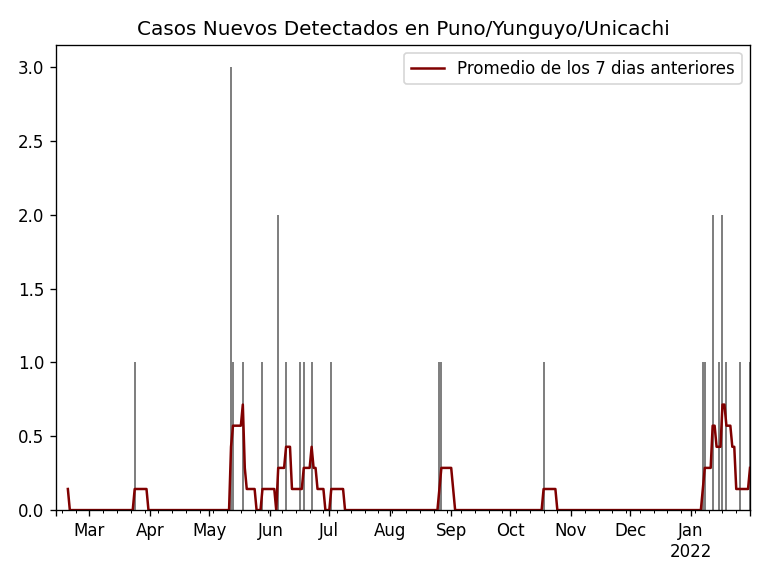 Casos Nuevos Detectados en Puno/Yunguyo/Unicachi
Promedio de los 7 dias anteriores
3.0
2.5
2.0
1.5
1.0
0.5
0.0
Mar Apr May Jun Jul Aug Sep Oct Nov Dec Jan
2022